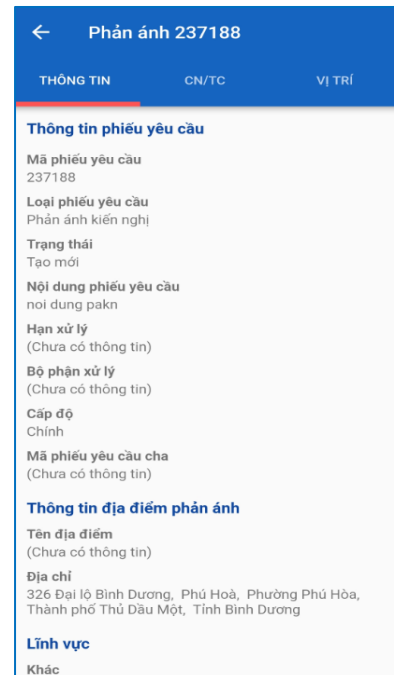 Phản ánh 237188
THÔNG TIN CN/TC VỊ TRÍ
Thông tin phiếu yêu cầu
Mã phiếu yêu cầu
237188
Loại phiếu yêu cầu
Phản ánh kiến nghị
Trạng thái
Tạo mới
Nội dung phiếu yêu cầu
noi dung pakn
Hạn xử lý
(Chưa có thông tin)
Bộ phận xử lý
(Chưa có thông tin)
Cấp độ
Chính
Mã phiếu yêu cầu cha
(Chưa có thông tin)
Thông tin địa điểm phản ánh
Tên địa điểm
(Chưa có thông tin)
Địa chỉ
326 Đại lộ Bình Dương, Phú Hoà, Phường Phú Hòa,
Thành phố Thủ Dầu Một, Tỉnh Bình Dương
Lĩnh vực
Khác